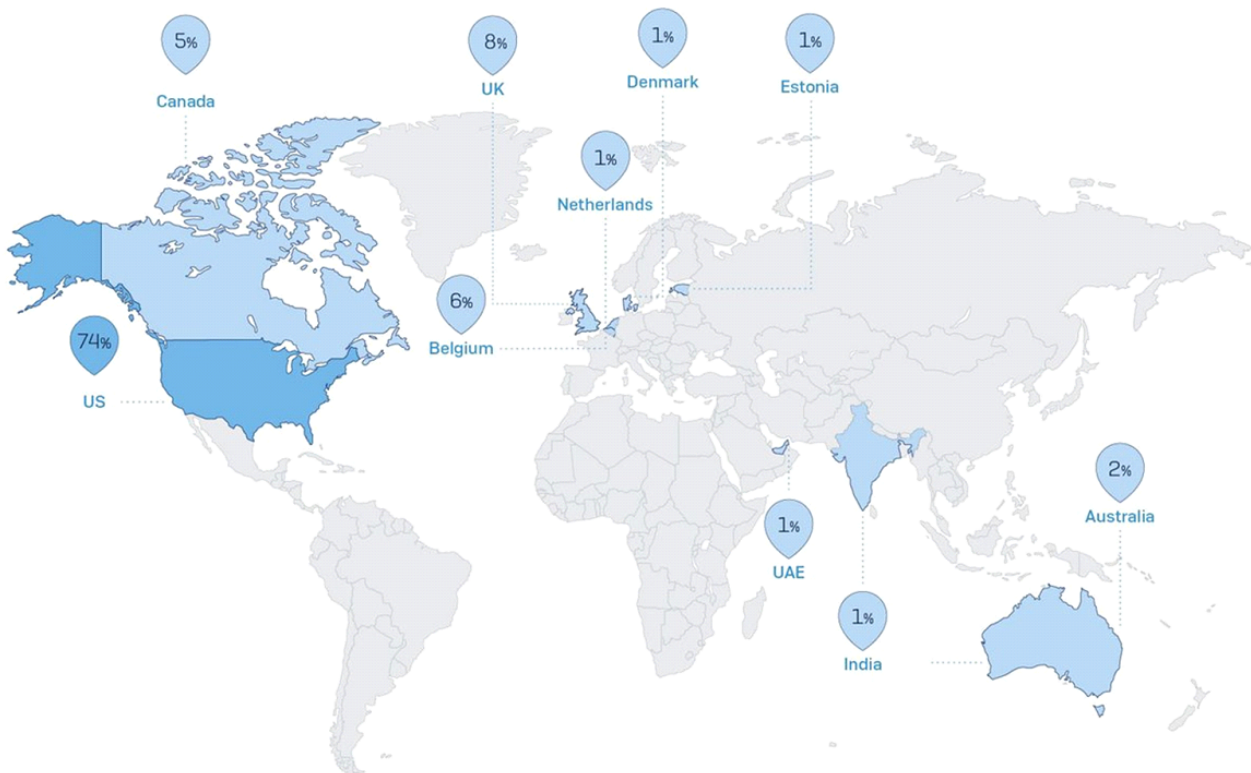 5%
Canada
8%
UK
1%
Denmark
1%
Estonia
1%
Netherlands
6%
Belgium
74%
US
2%
Australia
1%
UAE
1%
India